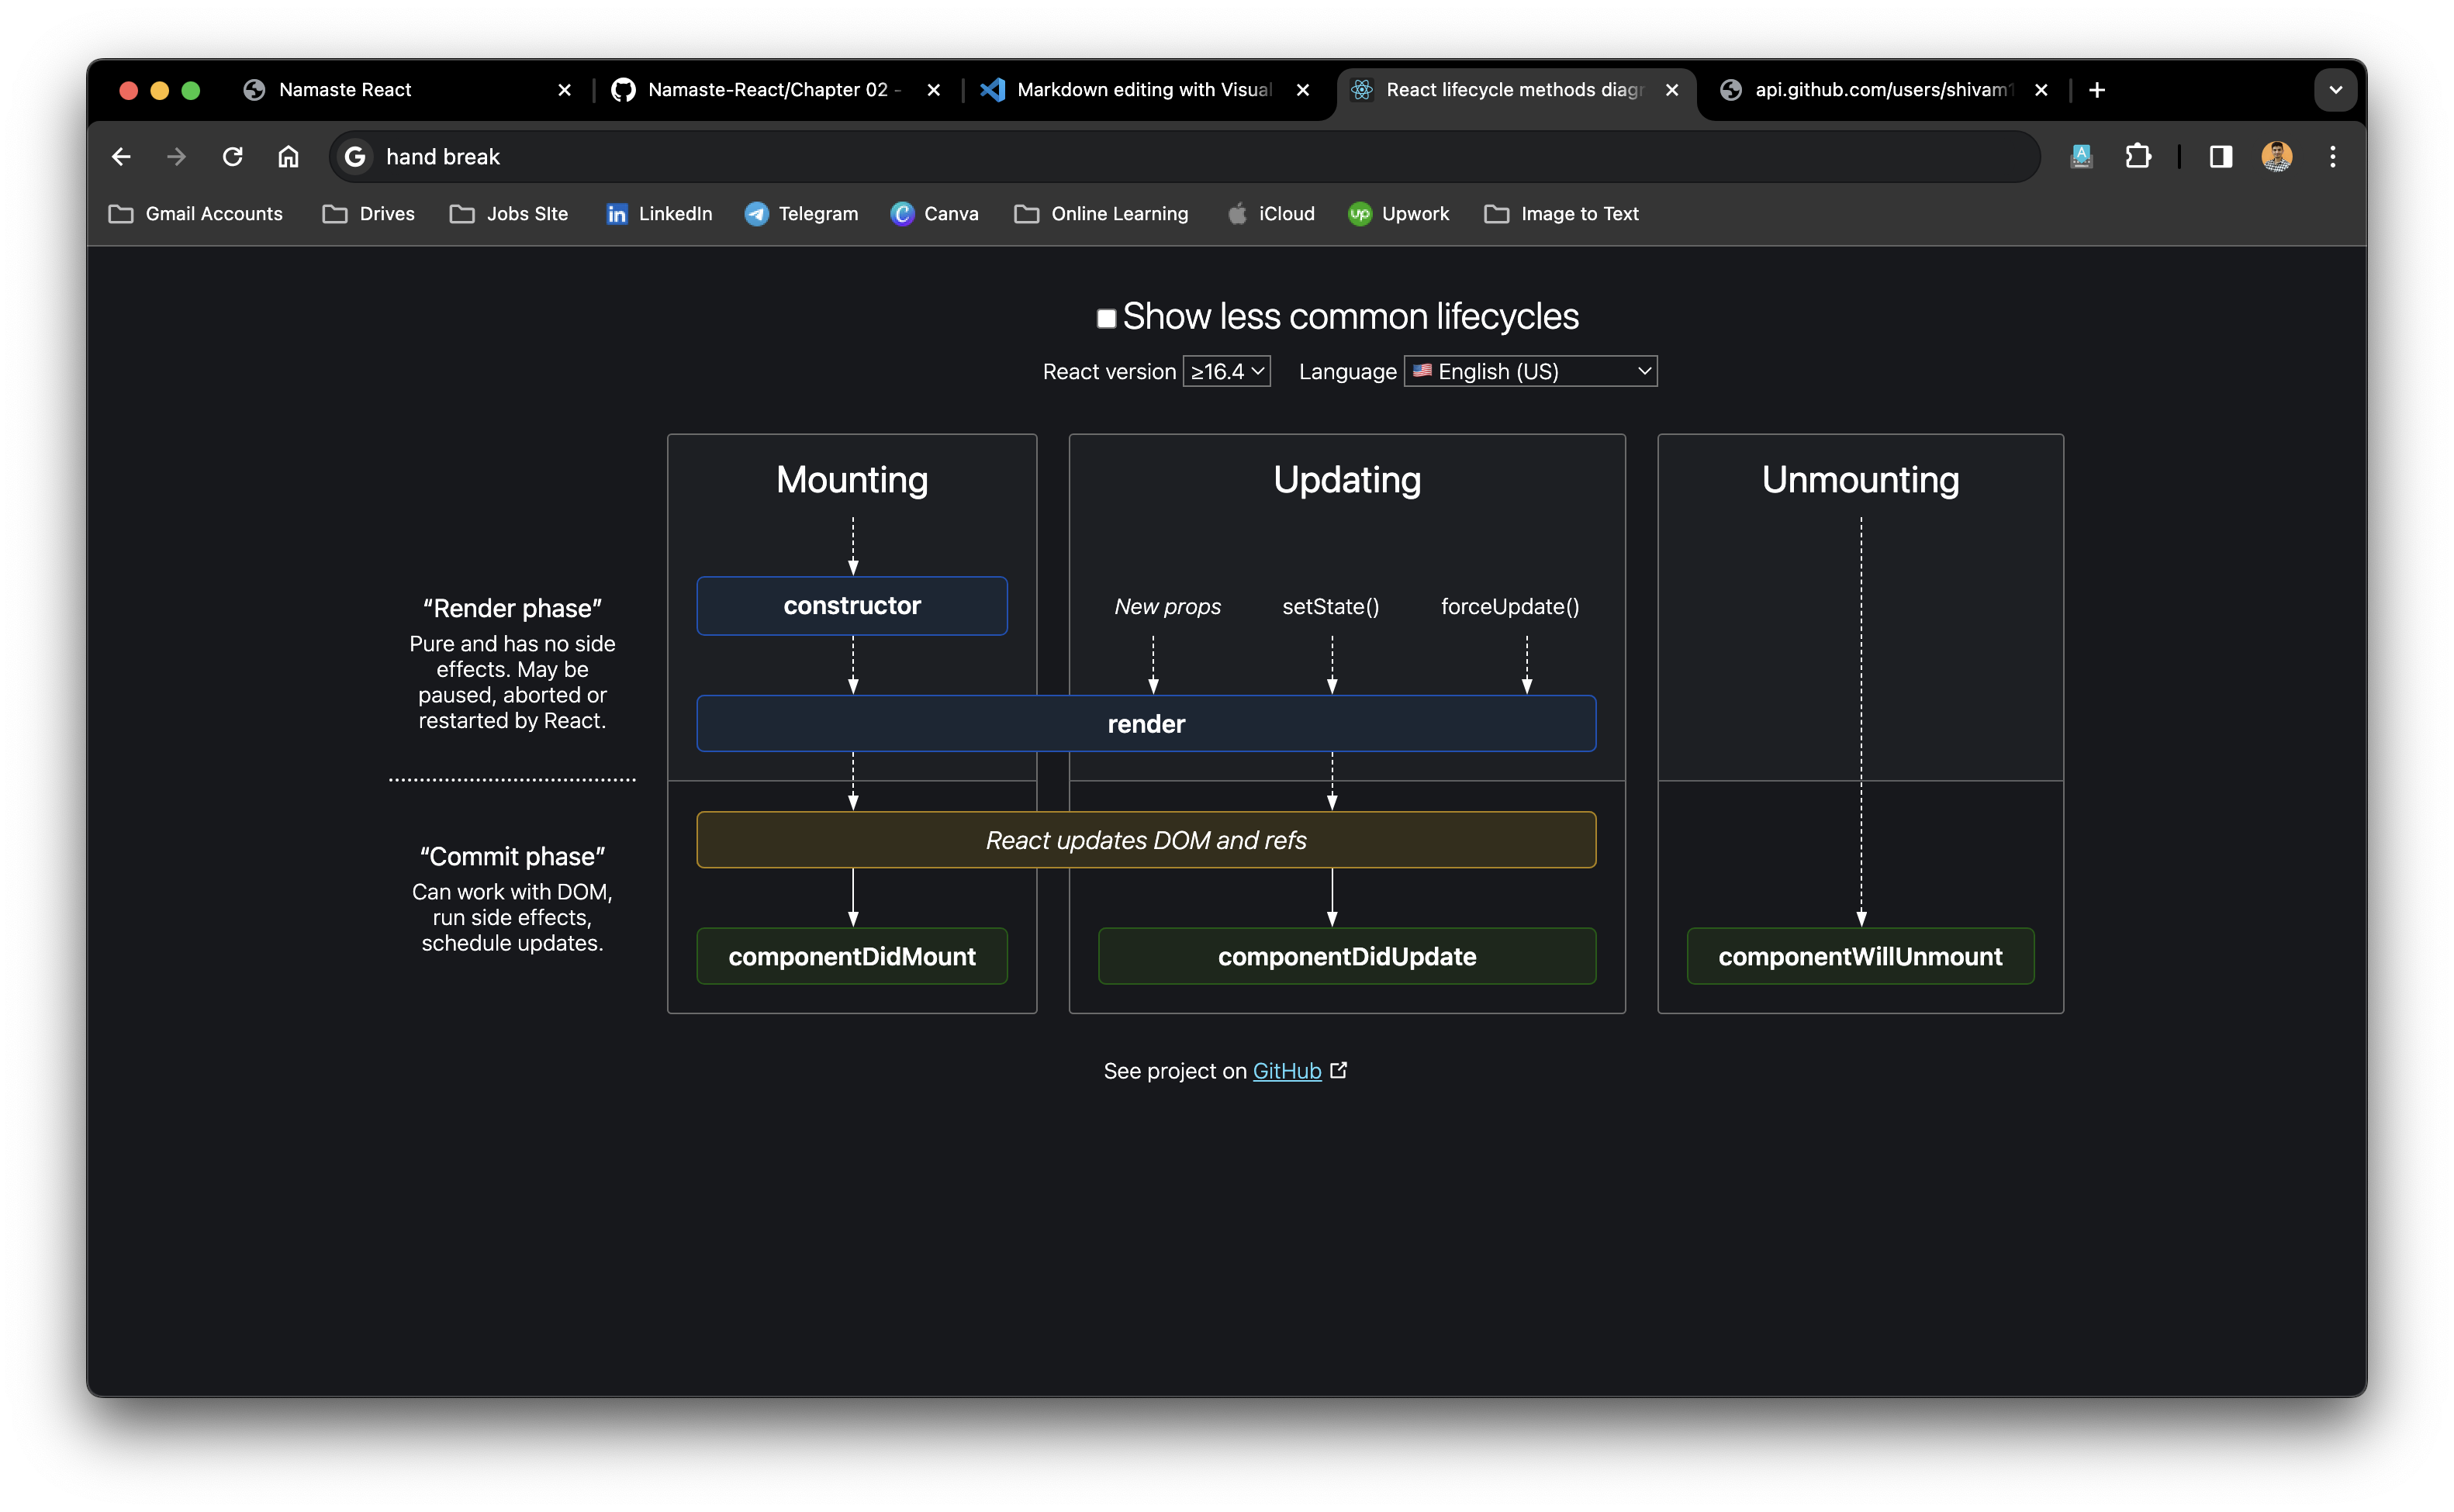 Namaste React
Namaste-React/Chapter 02 -
Markdown editing with Visual
React lifecycle methods diagr
api.github.com/users/shivam1
hand break
Gmail Accounts
Drives
Jobs SIte
LinkedIn
Telegram
Canva
Online Learning
iCloud
Upwork
Image to Text
Show less common lifecycles
React version ≥16.4 Language 🇺🇸 English (US)
Mounting
Updating
Unmounting
“Render phase”
Pure and has no side
effects. May be
paused, aborted or
restarted by React.
constructor
New props
setState()
forceUpdate()
render
“Commit phase”
Can work with DOM,
run side effects,
schedule updates.
React updates DOM and refs
componentDidMount
componentDidUpdate
componentWillUnmount
See project on GitHub